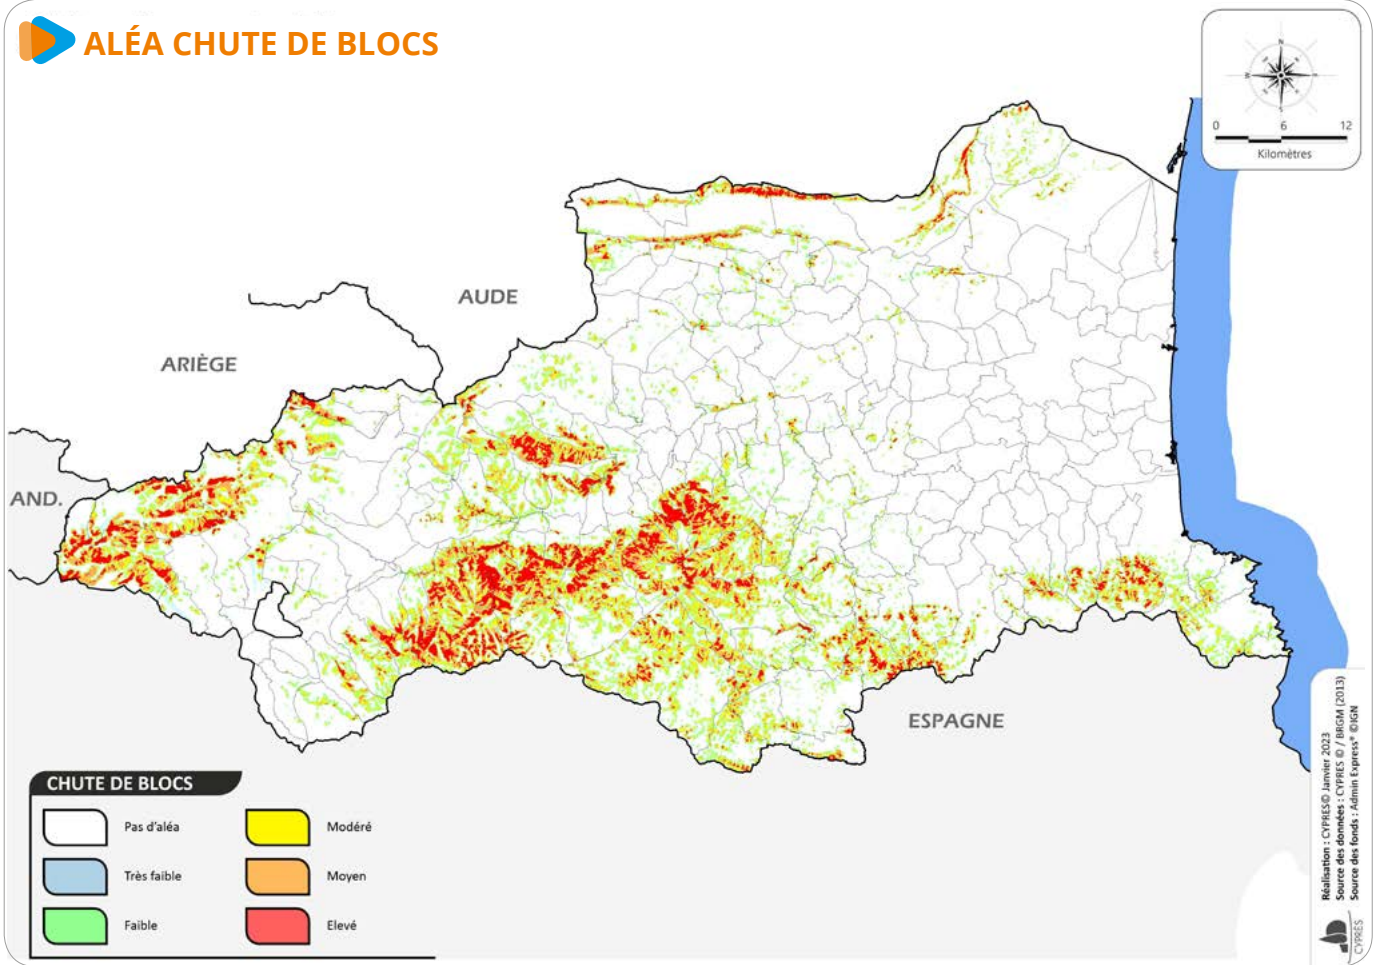 ALÉA CHUTE DE BLOCS
N
0 6 12
Kilomètres
AUDE
ARIÈGE
AND.
ESPAGNE
CHUTE DE BLOCS
Pas d'aléa
Très faible
Faible
Modéré
Moyen
Elevé
Réalisation : CYPRES© Janvier 2023
Source des données : CYPRES © / BRGM (2013)
Source des fonds : Admin Express® ©IGN
CYPRES